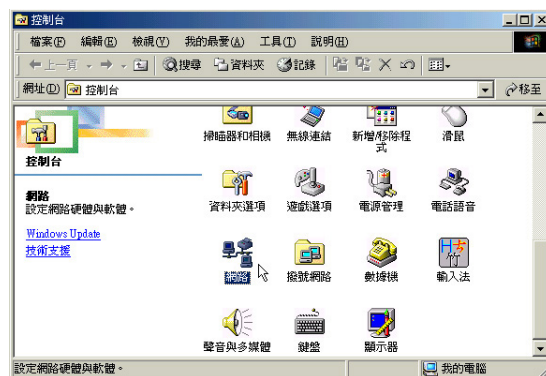 控制台
檔案(F) 編輯(E) 檢視(V) 我的最愛(A) 工具(T) 說明(H)
上一頁 搜尋 資料夾 記錄
網址(D) 控制台 移至
控制台
網路
設定網路硬體與軟體。
Windows Update
技術支援
掃瞄器和相機 無線連結 新增/移除程式 滑鼠
資料夾選項 遊戲選項 電源管理 電話語音
網路 撥號網路 數據機 輸入法
聲音與多媒體 鍵盤 顯示器
設定網路硬體與軟體。 我的電腦